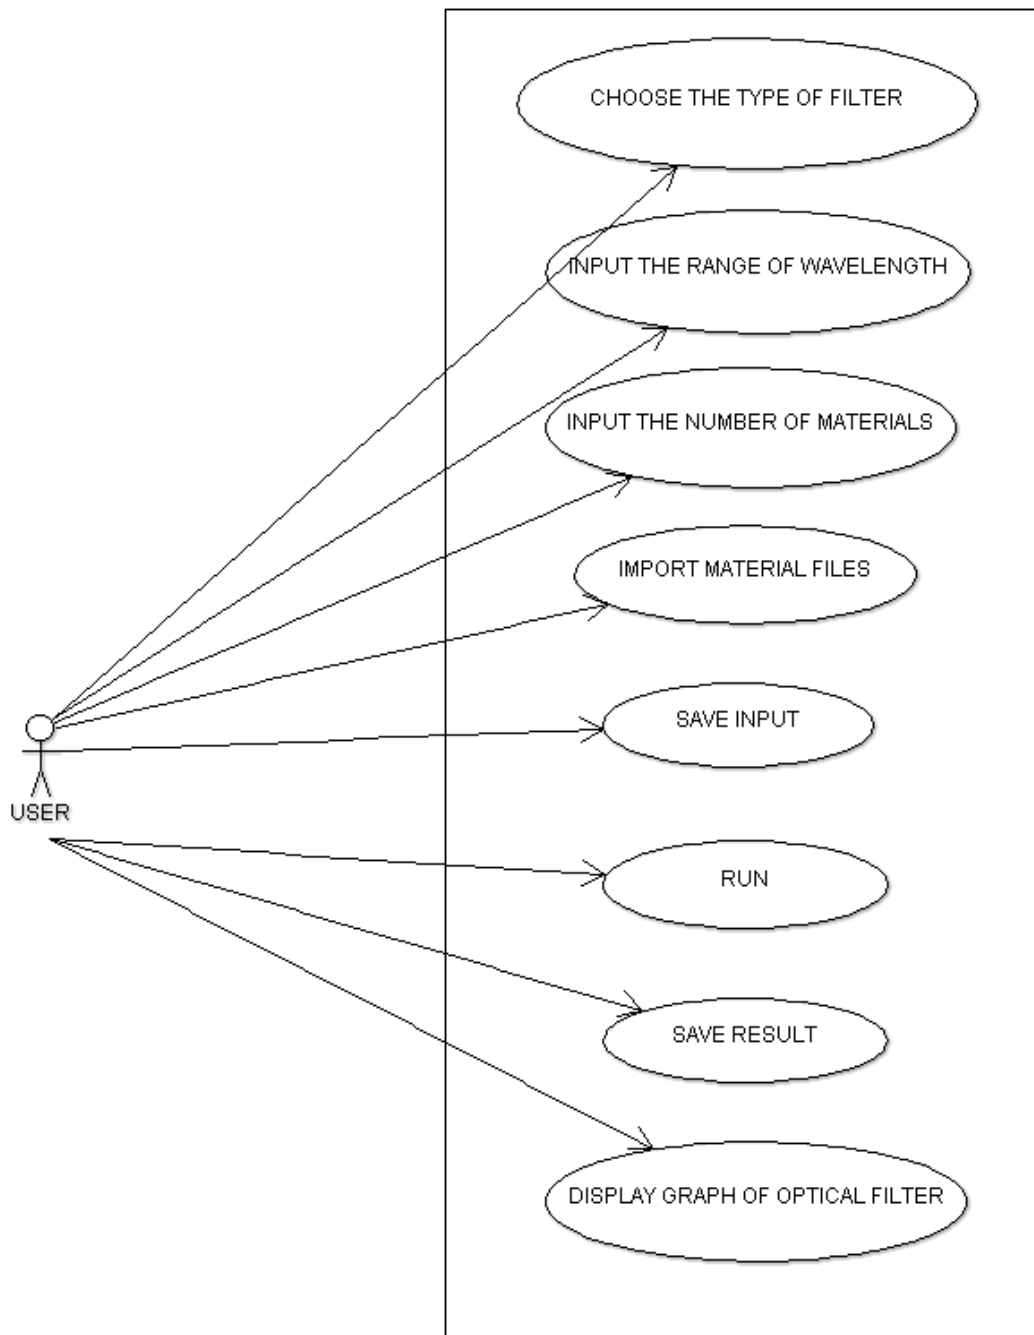 CHOOSE THE TYPE OF FILTER
INPUT THE RANGE OF WAVELENGTH
INPUT THE NUMBER OF MATERIALS
IMPORT MATERIAL FILES
SAVE INPUT
USER
RUN
SAVE RESULT
DISPLAY GRAPH OF OPTICAL FILTER